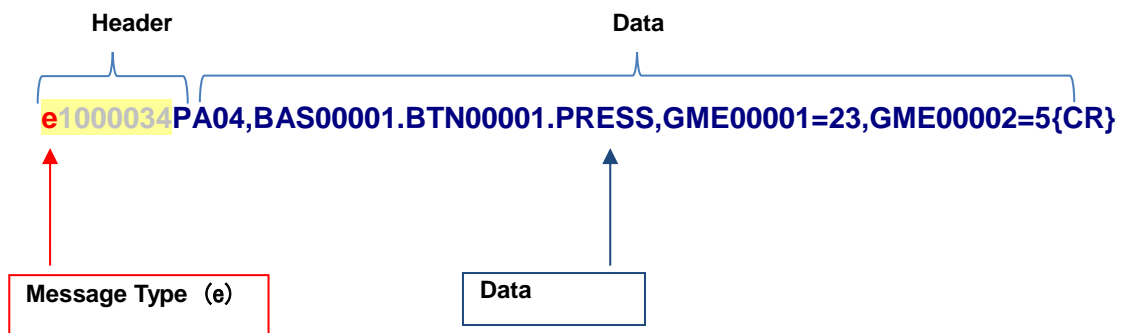 Header Data
e1000034PA04,BAS00001.BTN00001.PRESS,GME00001=23,GME00002=5{CR}
Message Type （e） Data